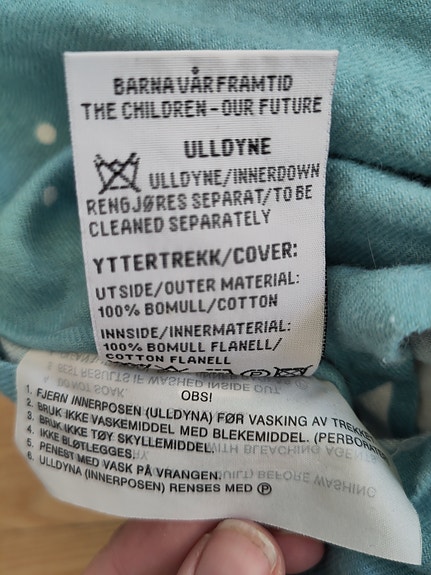 BARNA VÅR FRAMTID
THE CHILDREN-OUR FUTURE
ULLDYNE
ULLDYNE/INNERDOWN
RENGJØRES SEPARAT/TO BE
CLEANED SEPARATELY
YTTERTREKK/COVER:
UTSIDE/OUTER MATERIAL:
100% BOMULL/COTTON
INNSIDE/INNERMATERIAL:
100% BOMULL FLANELL/
COTTON FLANELL
OBS!
1. FJERN INNERPOSEN (ULLDYNA) FØR VASKING AV TREKKET
2. BRUK IKKE VASKEMIDDEL MED BLEKEMIDDEL. (PERBORAT
3. BRUK IKKE TØY SKYLLEMIDDEL.
4. IKKE BLØTLEGGES.
5. PENEST MED VASK PÅ VRANGEN.
6. ULLDYNA (INNERPOSEN) RENSES MED Ⓟ